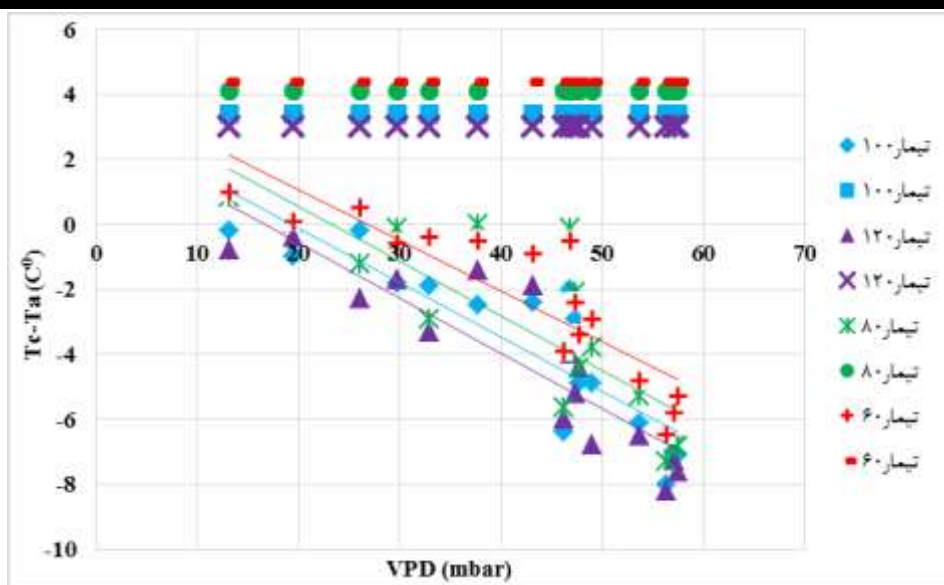 6
4
2
0
-2
-4
-6
-8
-10
0
10
20
30
40
50
60
70
Tc-Ta (C⁰)
VPD (mbar)
تیمار۱۰۰
تیمار۱۰۰
تیمار۱۲۰
تیمار۱۲۰
تیمار۸۰
تیمار۸۰
تیمار۶۰
تیمار۶۰